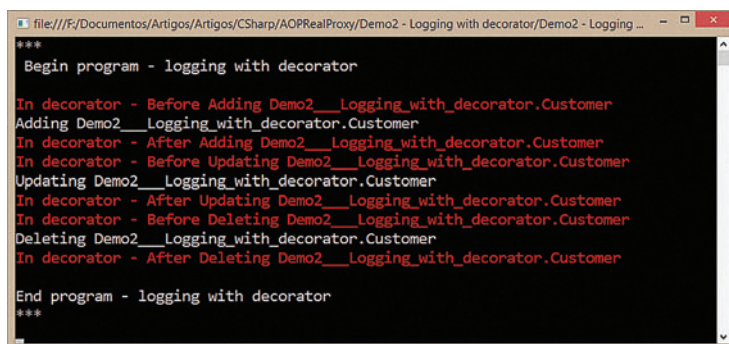 file:///F:/Documentos/Artigos/Artigos/CSharp/AOPRealProxy/Demo2 - Logging with decorator/Demo2 - Logging ...
***
Begin program - logging with decorator
In decorator - Before Adding Demo2___Logging_with_decorator.Customer
Adding Demo2___Logging_with_decorator.Customer
In decorator - After Adding Demo2___Logging_with_decorator.Customer
In decorator - Before Updating Demo2___Logging_with_decorator.Customer
Updating Demo2___Logging_with_decorator.Customer
In decorator - After Updating Demo2___Logging_with_decorator.Customer
In decorator - Before Deleting Demo2___Logging_with_decorator.Customer
Deleting Demo2___Logging_with_decorator.Customer
In decorator - After Deleting Demo2___Logging_with_decorator.Customer
End program - logging with decorator
***